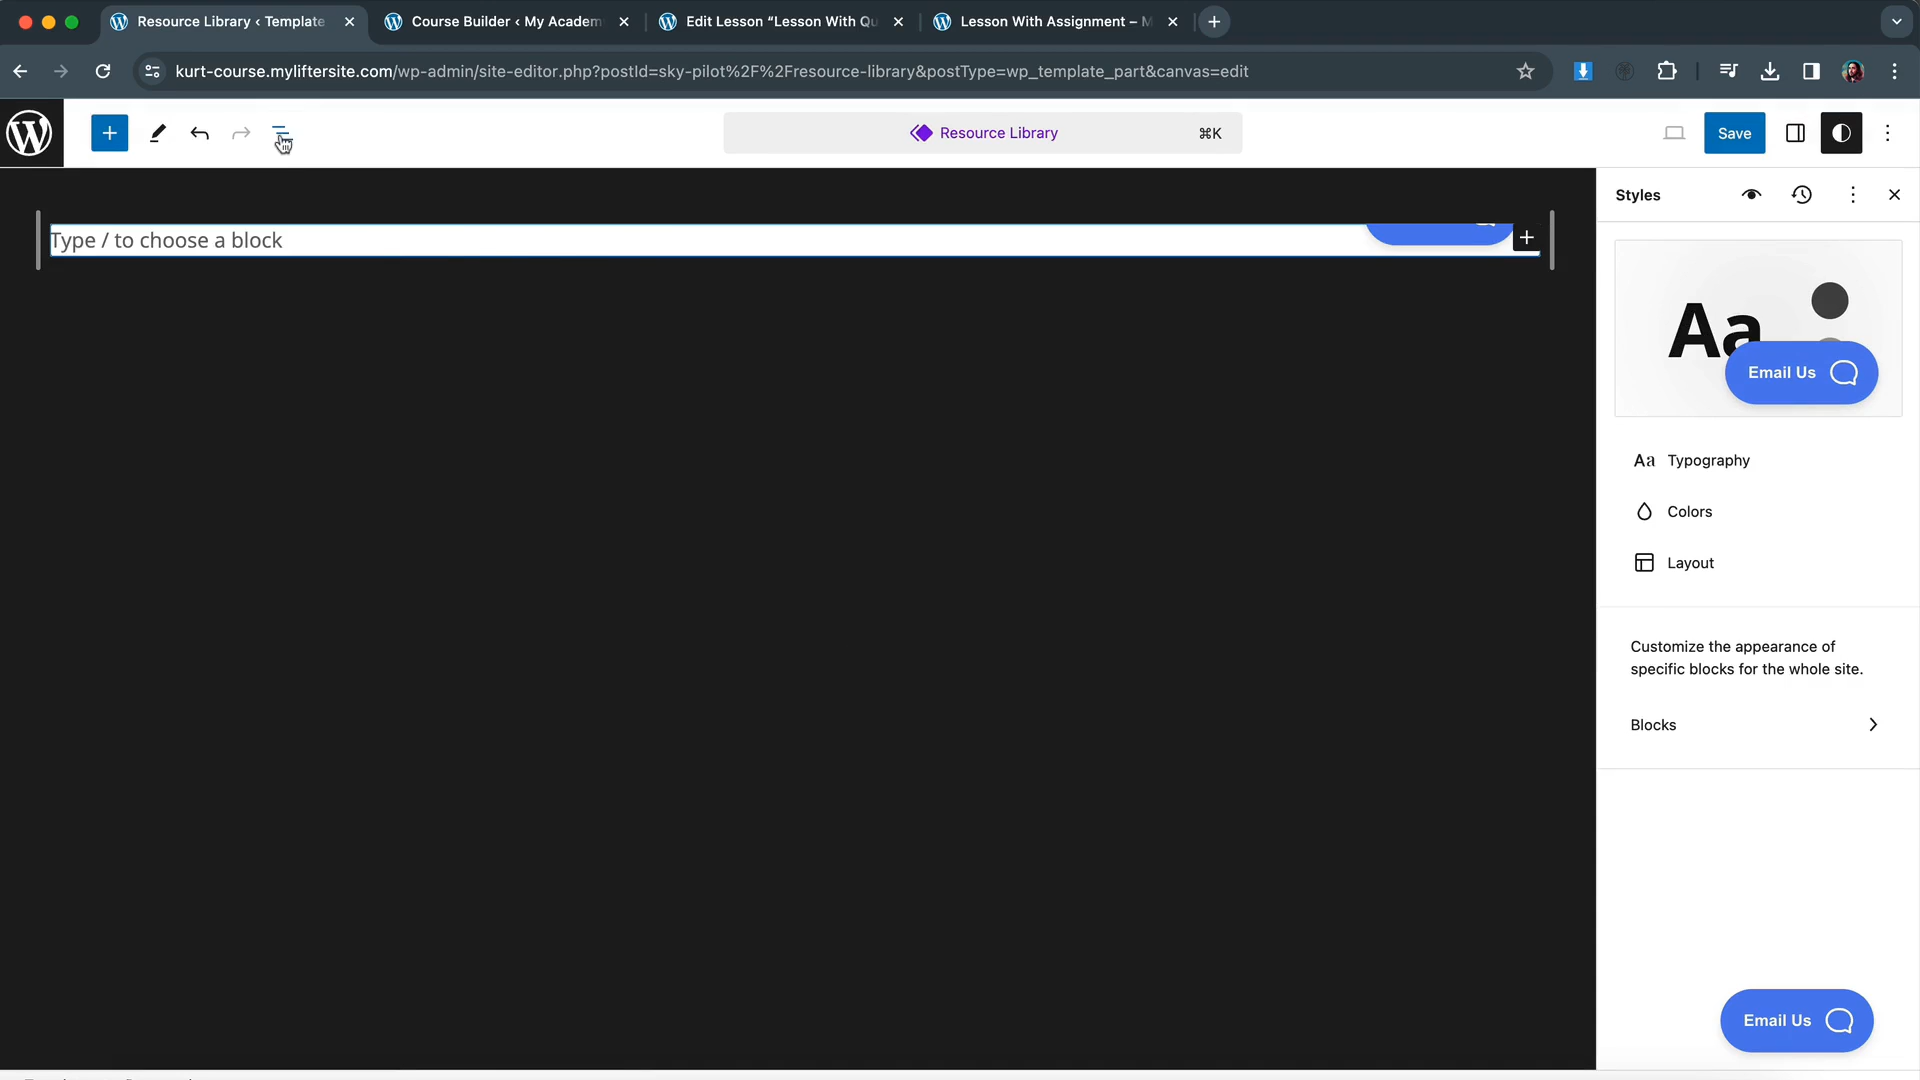 Resource Library ‹ Template
Course Builder ‹ My Academ
Edit Lesson “Lesson With Qu
Lesson With Assignment – M
kurt-course.myliftersite.com/wp-admin/site-editor.php?postId=sky-pilot%2F%2Fresource-library&postType=wp_template_part&canvas=edit
Resource Library
⌘K
Save
Type / to choose a block
Styles
Aa
Email Us
Aa Typography
Colors
Layout
Customize the appearance of
specific blocks for the whole site.
Blocks
Email Us